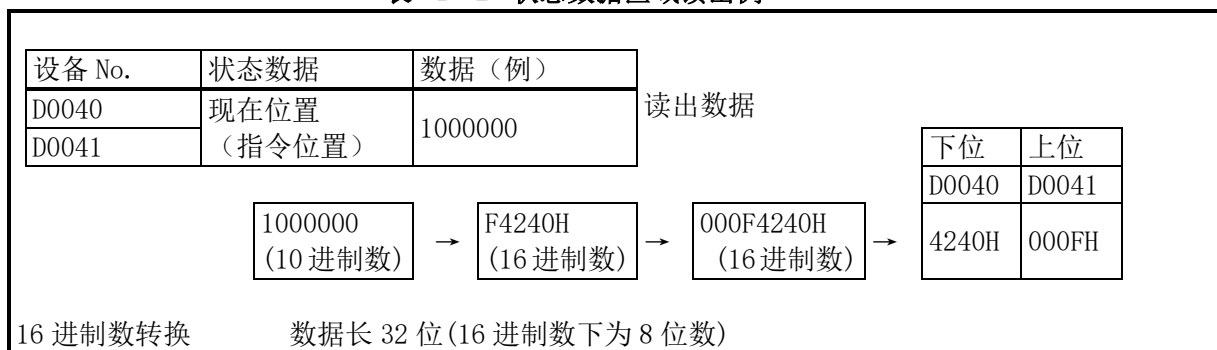 设备 No. 状态数据 数据（例）
D0040 现在位置 1000000 读出数据
D0041 （指令位置）
下位 上位
D0040 D0041
4240H 000FH
1000000
(10 进制数)
→
F4240H
(16 进制数)
→
000F4240H
(16 进制数)
→
16 进制数转换 数据长 32 位(16 进制数下为 8 位数)